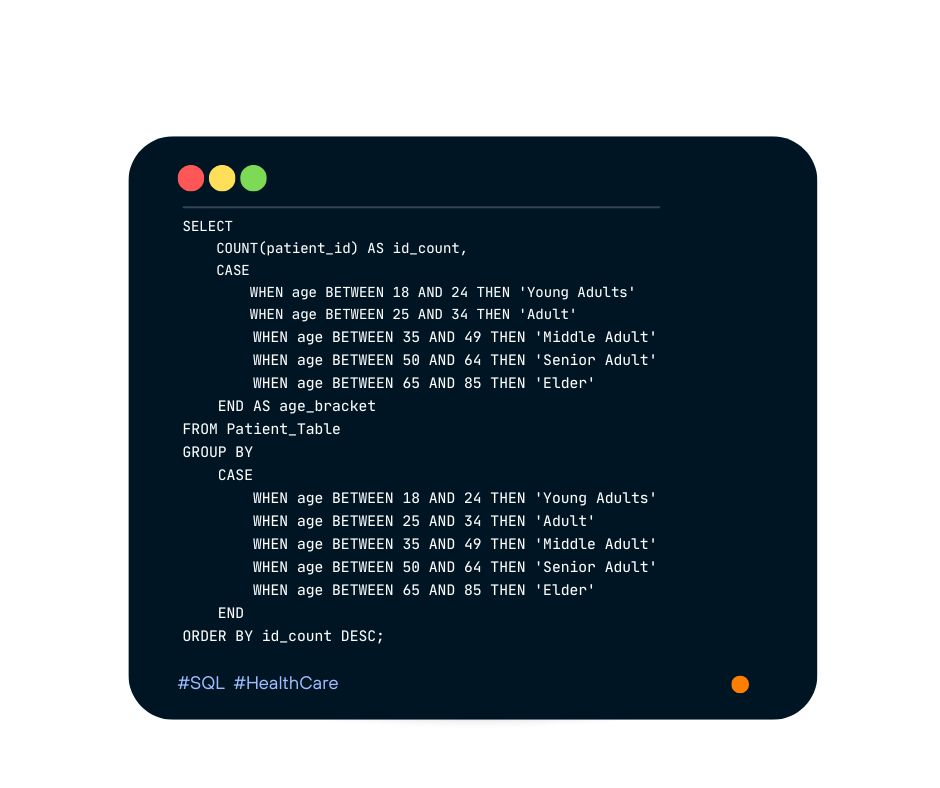 SELECT
    COUNT(patient_id) AS id_count,
    CASE
        WHEN age BETWEEN 18 AND 24 THEN 'Young Adults'
        WHEN age BETWEEN 25 AND 34 THEN 'Adult'
        WHEN age BETWEEN 35 AND 49 THEN 'Middle Adult'
        WHEN age BETWEEN 50 AND 64 THEN 'Senior Adult'
        WHEN age BETWEEN 65 AND 85 THEN 'Elder'
    END AS age_bracket
FROM Patient_Table
GROUP BY
    CASE
        WHEN age BETWEEN 18 AND 24 THEN 'Young Adults'
        WHEN age BETWEEN 25 AND 34 THEN 'Adult'
        WHEN age BETWEEN 35 AND 49 THEN 'Middle Adult'
        WHEN age BETWEEN 50 AND 64 THEN 'Senior Adult'
        WHEN age BETWEEN 65 AND 85 THEN 'Elder'
    END
ORDER BY id_count DESC;
#SQL #HealthCare